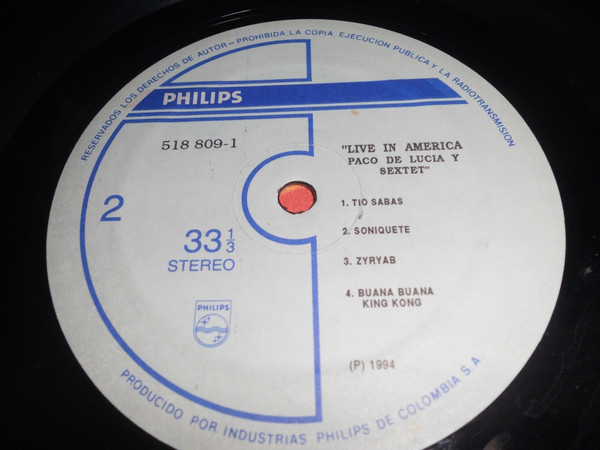 RESERVADOS LOS DERECHOS DE AUTOR - PROHIBIDA LA COPIA, EJECUCION PUBLICA Y LA RADIOTRANSMISION
PHILIPS
518 809-1
"LIVE IN AMERICA
PACO DE LUCIA Y
SEXTET"
2
33 1/3
STEREO
1. TIO SABAS
2. SONIQUETE
3. ZYRYAB
4. BUANA BUANA
KING KONG
PHILIPS
(P) 1994
PRODUCIDO POR INDUSTRIAS PHILIPS DE COLOMBIA S A